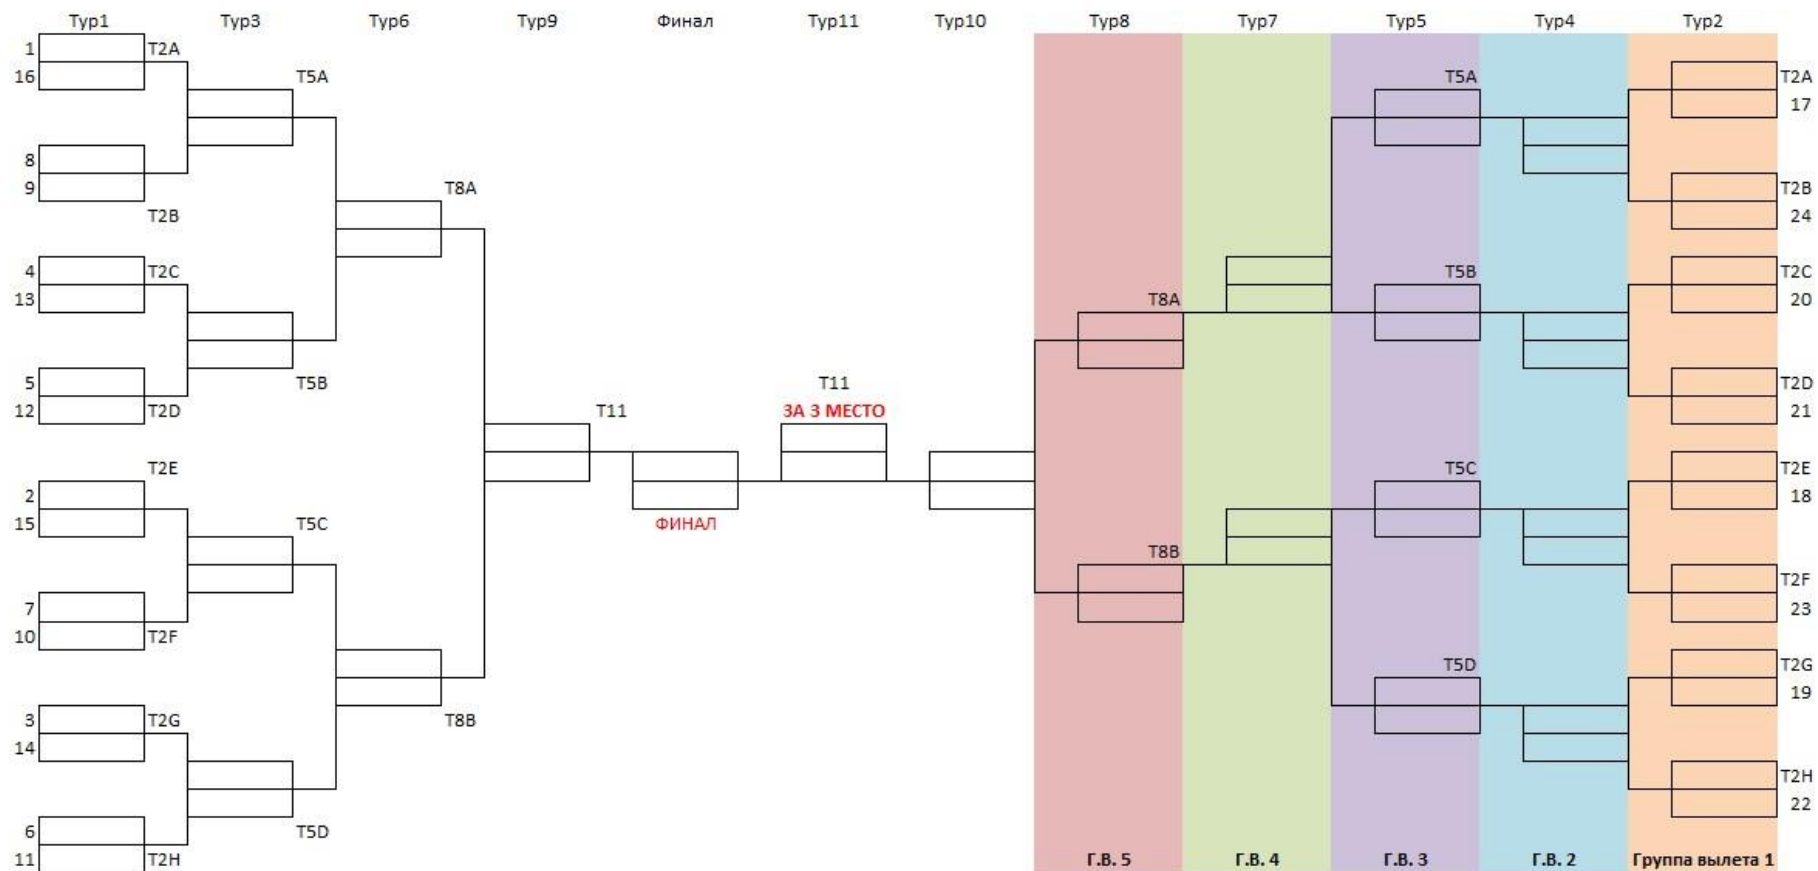 Тур1 Тур3 Тур6 Тур9 Финал Тур11 Тур10 Тур8 Тур7 Тур5 Тур4 Тур2
1 T2A
16 T5A T5A T2A
17
8
9 T8A T2B
T2B 24
4 T2C T5B T2C
13 T8A 20
5 T5B T11 T2D
12 T2D T11 ЗА 3 МЕСТО 21
T2E T5C T2E
2 18
15 T5C ФИНАЛ
T8B
7 T2F
10 T2F 23
T5D T2G
3 T2G T8B 19
14
T2H
6 T5D 22
11 T2H Г.В. 5 Г.В. 4 Г.В. 3 Г.В. 2 Группа вылета 1